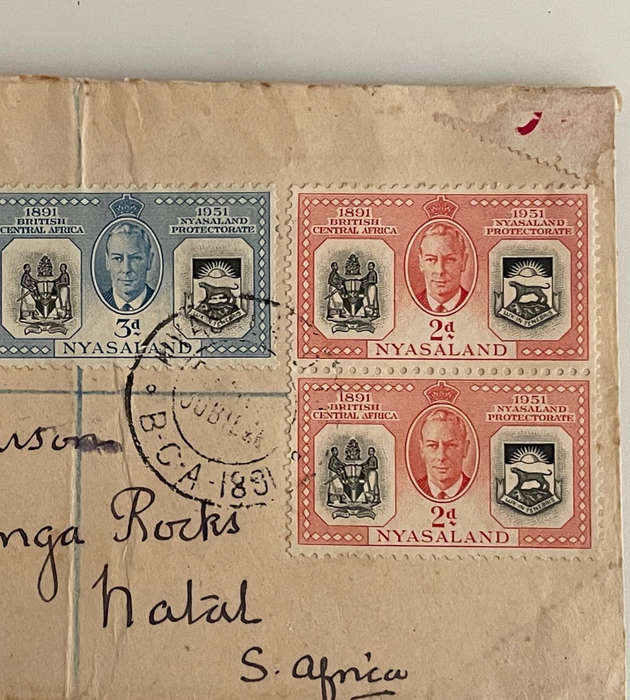 1891
BRITISH
CENTRAL AFRICA
1951
NYASALAND
PROTECTORATE
3d
NYASALAND
1891
BRITISH
CENTRAL AFRICA
1951
NYASALAND
PROTECTORATE
2d
NYASALAND
1891
BRITISH
CENTRAL AFRICA
1951
NYASALAND
PROTECTORATE
2d
NYASALAND
B·C·A·1891
Rocks
Natal
S. Africa